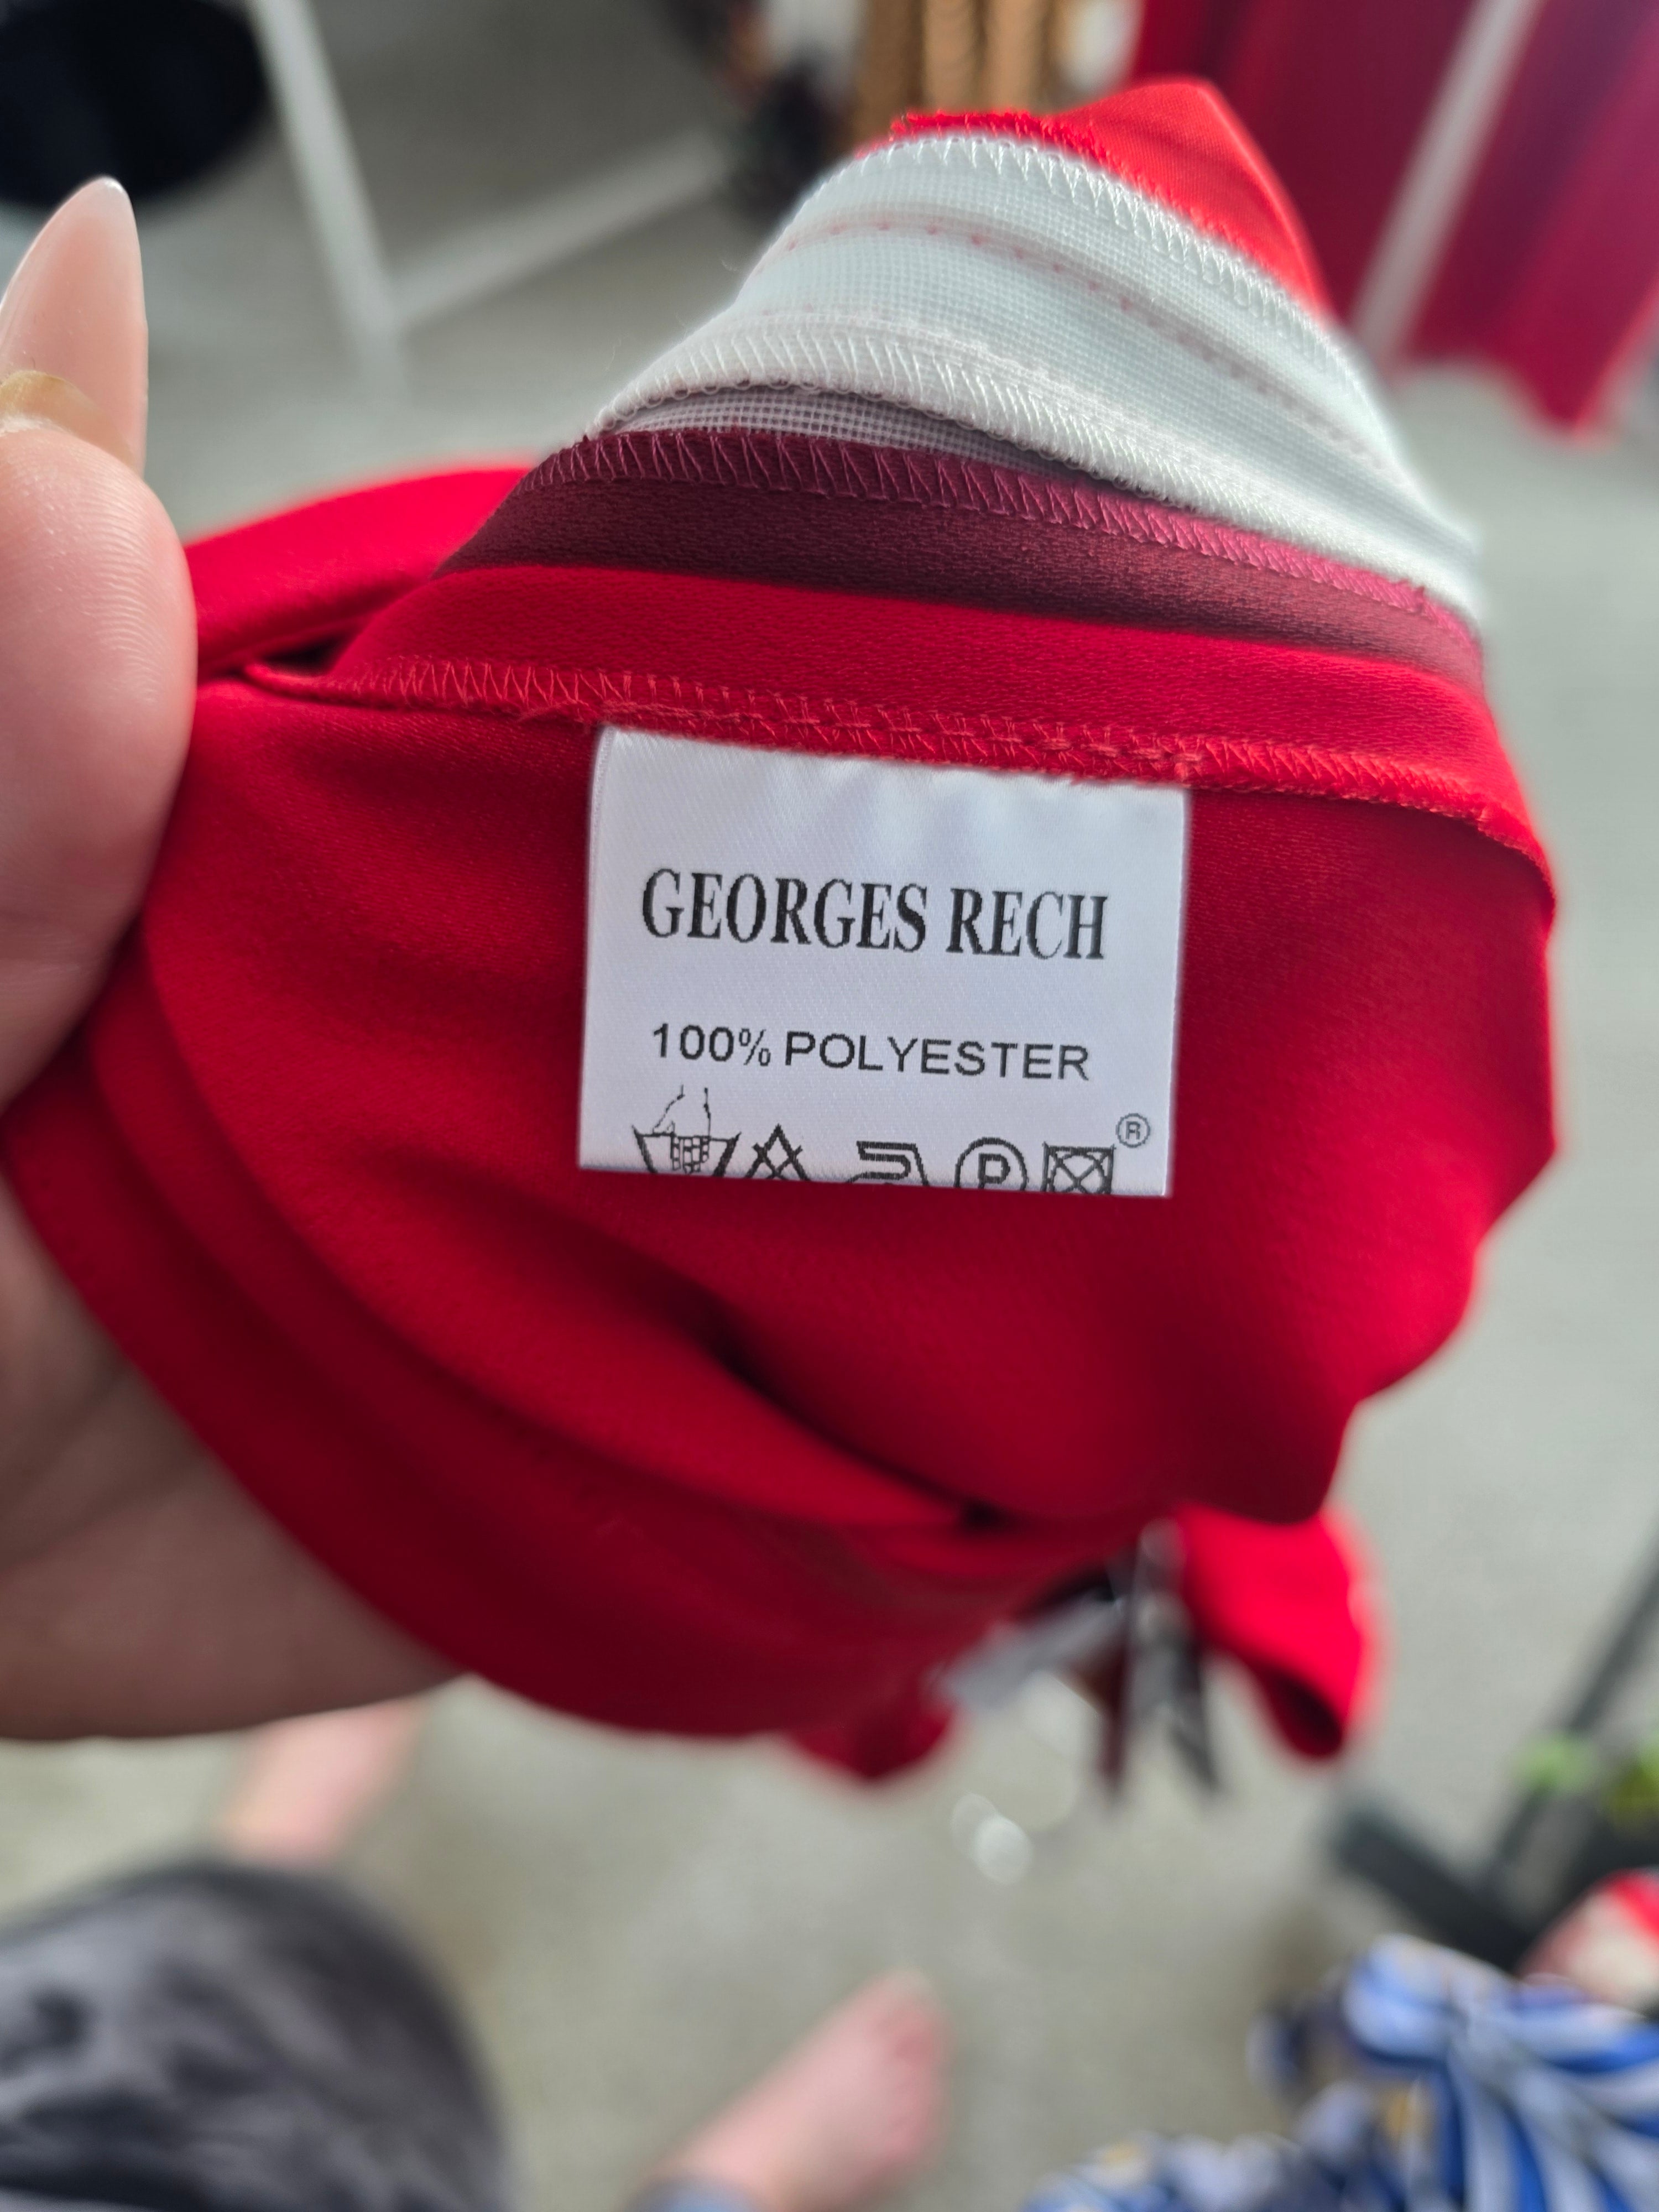 GEORGES RECH
100% POLYESTER
P ®